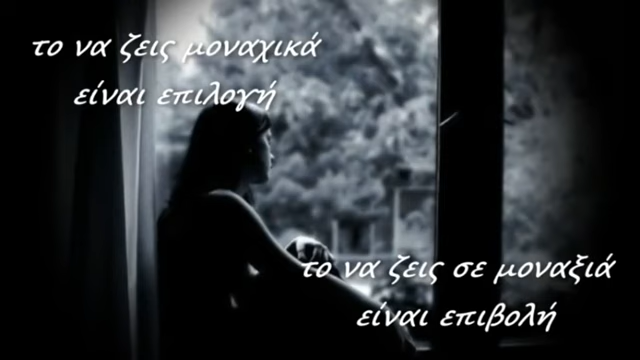 το να ζεις μοναχικά
είναι επιλογή
το να ζεις σε μοναξιά
είναι επιβολή